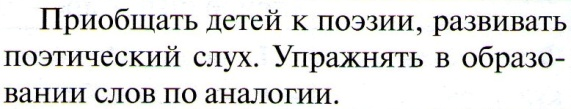 Приобщать детей к поэзии, развивать
поэтический слух. Упражнять в образо-
вании слов по аналогии.